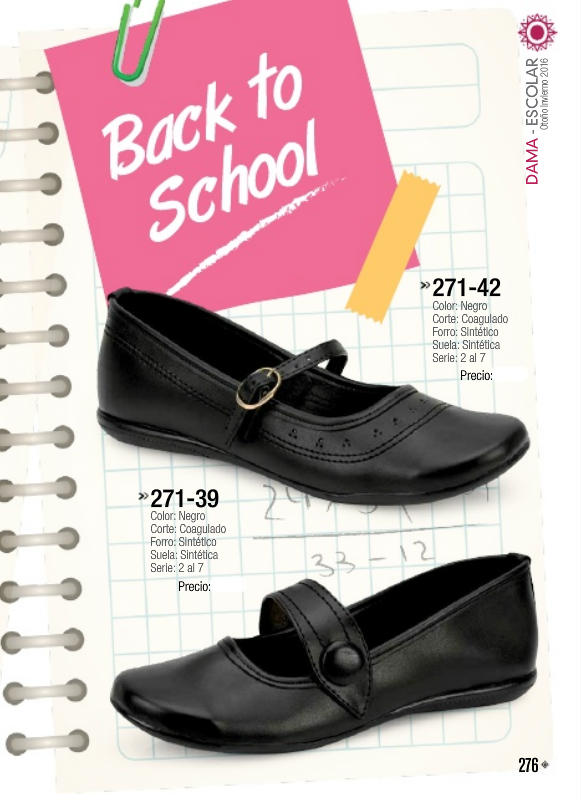 Back to
School
DAMA - ESCOLAR
Otoño Invierno 2016
»271-42
Color: Negro
Corte: Coagulado
Forro: Sintético
Suela: Sintética
Serie: 2 al 7
Precio:
»271-39
Color: Negro
Corte: Coagulado
Forro: Sintético
Suela: Sintética
Serie: 2 al 7
Precio:
33 - 12
276